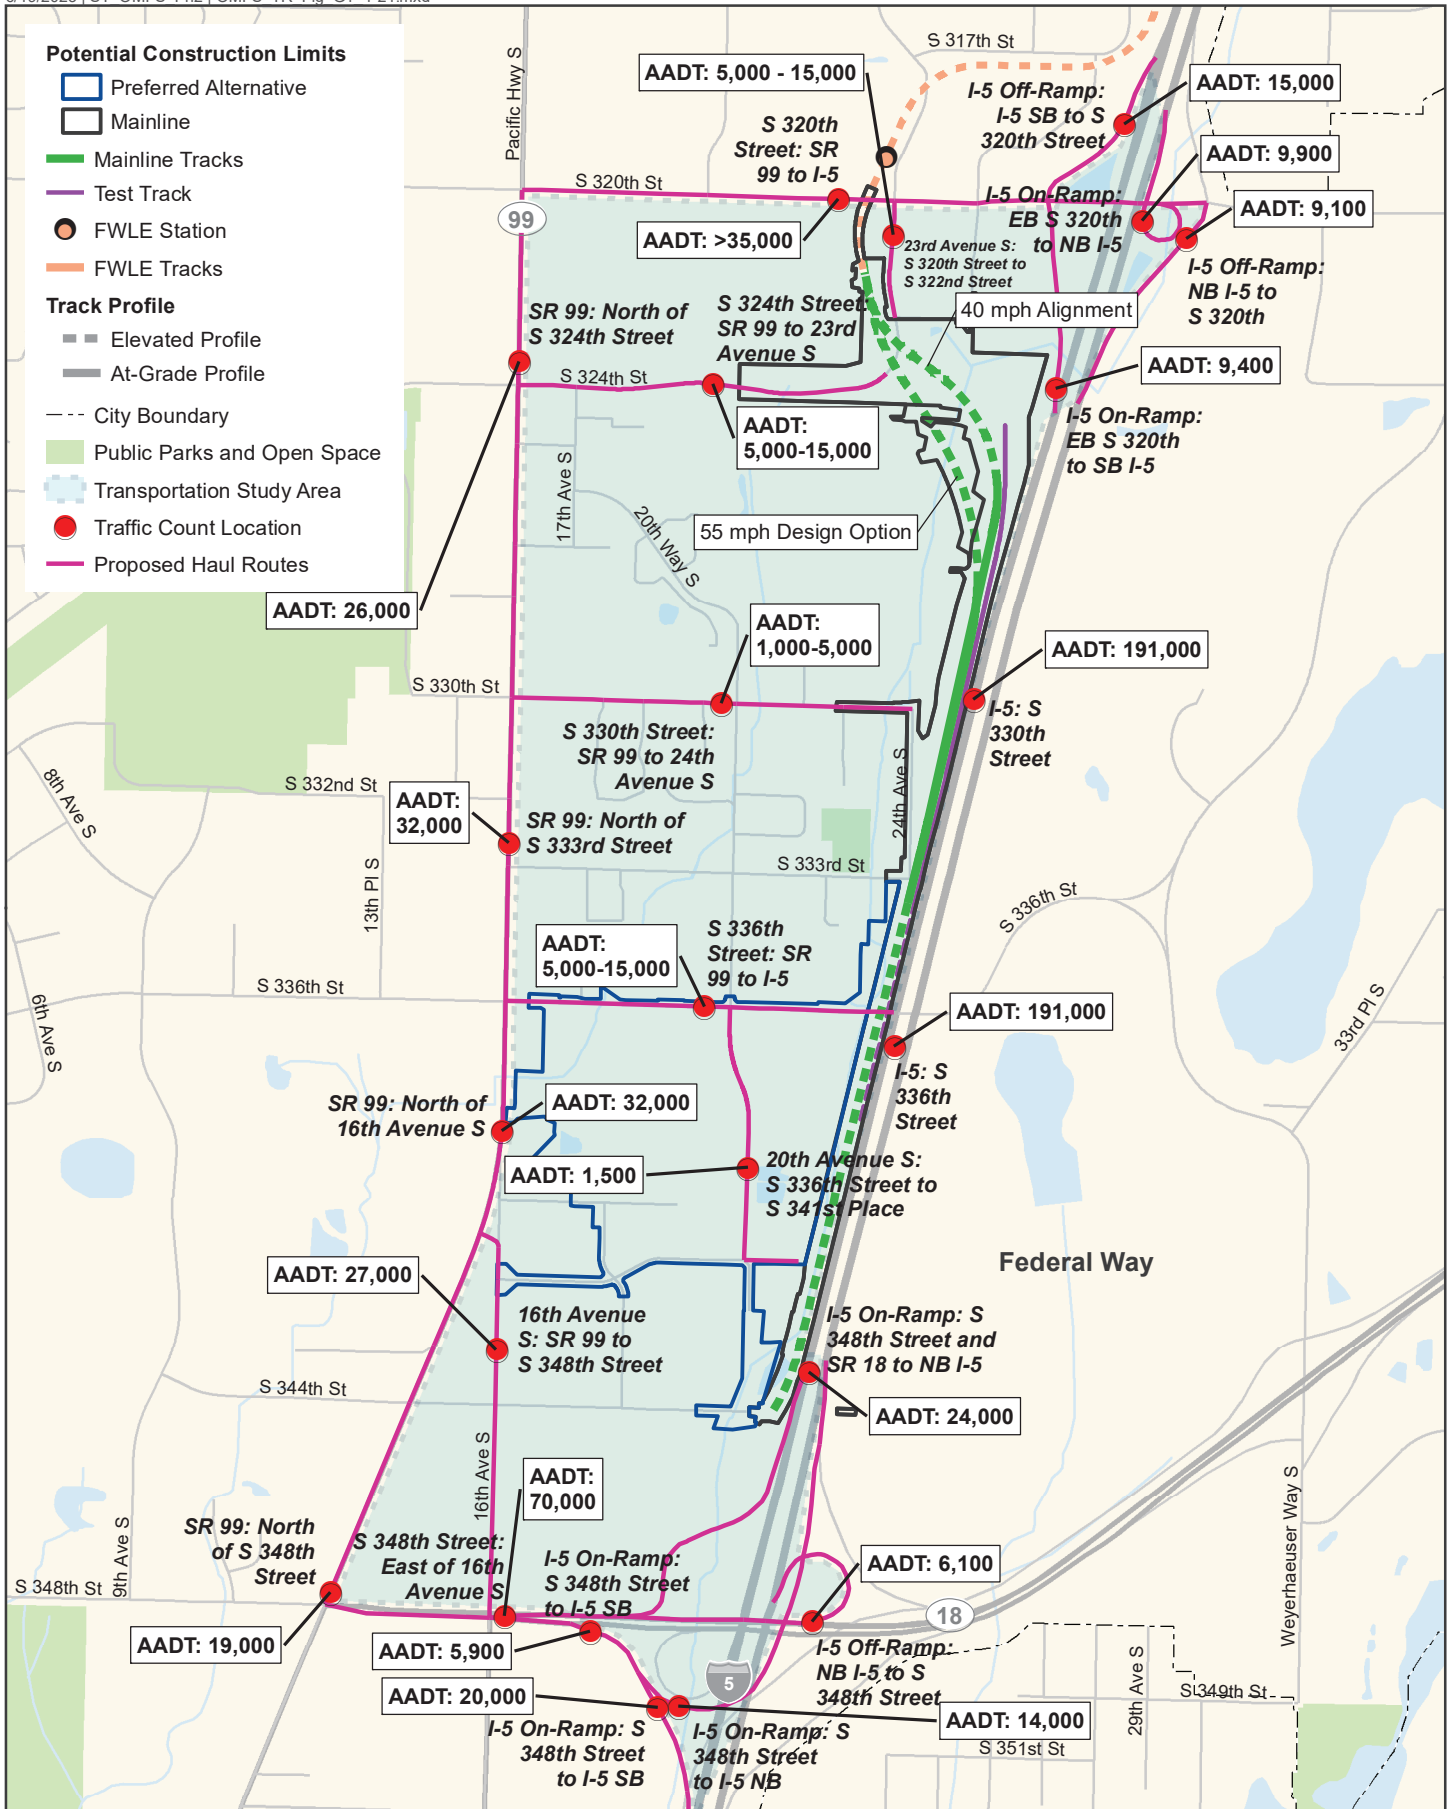 Potential Construction Limits
Preferred Alternative
Mainline
Mainline Tracks
Test Track
FWLE Station
FWLE Tracks
Track Profile
Elevated Profile
At-Grade Profile
City Boundary
Public Parks and Open Space
Transportation Study Area
Traffic Count Location
Proposed Haul Routes
Pacific Hwy S
S 317th St
AADT: 5,000 - 15,000
I-5 Off-Ramp:
I-5 SB to S
320th Street
AADT: 15,000
S 320th
Street: SR
99 to I-5
AADT: 9,900
S 320th St
I-5 On-Ramp:
EB S 320th
to NB I-5
AADT: 9,100
99
AADT: >35,000
23rd Avenue S:
S 320th Street to
S 322nd Street
I-5 Off-Ramp:
NB I-5 to
S 320th
SR 99: North of
S 324th Street
S 324th Street:
SR 99 to 23rd
Avenue S
40 mph Alignment
AADT: 9,400
S 324th St
AADT:
5,000-15,000
I-5 On-Ramp:
EB S 320th
to SB I-5
17th Ave S
20th Way S
55 mph Design Option
AADT: 26,000
AADT:
1,000-5,000
AADT: 191,000
S 330th St
I-5: S
330th
Street
S 330th Street:
SR 99 to 24th
Avenue S
8th Ave S
S 332nd St
24th Ave S
AADT:
32,000
SR 99: North of
S 333rd Street
S 333rd St
13th Pl S
S 336th St
AADT:
5,000-15,000
S 336th
Street: SR
99 to I-5
S 336th St
6th Ave S
AADT: 191,000
33rd Pl S
I-5: S
336th
Street
SR 99: North of
16th Avenue S
AADT: 32,000
AADT: 1,500
20th Avenue S:
S 336th Street to
S 341st Place
Federal Way
AADT: 27,000
16th Avenue
S: SR 99 to
S 348th Street
I-5 On-Ramp: S
348th Street and
SR 18 to NB I-5
S 344th St
AADT: 24,000
16th Ave S
AADT:
70,000
Weyerhaeuser Way S
9th Ave S
SR 99: North
of S 348th
Street
S 348th Street:
East of 16th
Avenue S
I-5 On-Ramp:
S 348th Street
to I-5 SB
AADT: 6,100
S 348th St
18
AADT: 19,000
AADT: 5,900
I-5 Off-Ramp:
NB I-5 to S
348th Street
5
29th Ave S
S 349th St
AADT: 20,000
AADT: 14,000
I-5 On-Ramp: S
348th Street
to I-5 SB
I-5 On-Ramp: S
348th Street
to I-5 NB
S 351st St